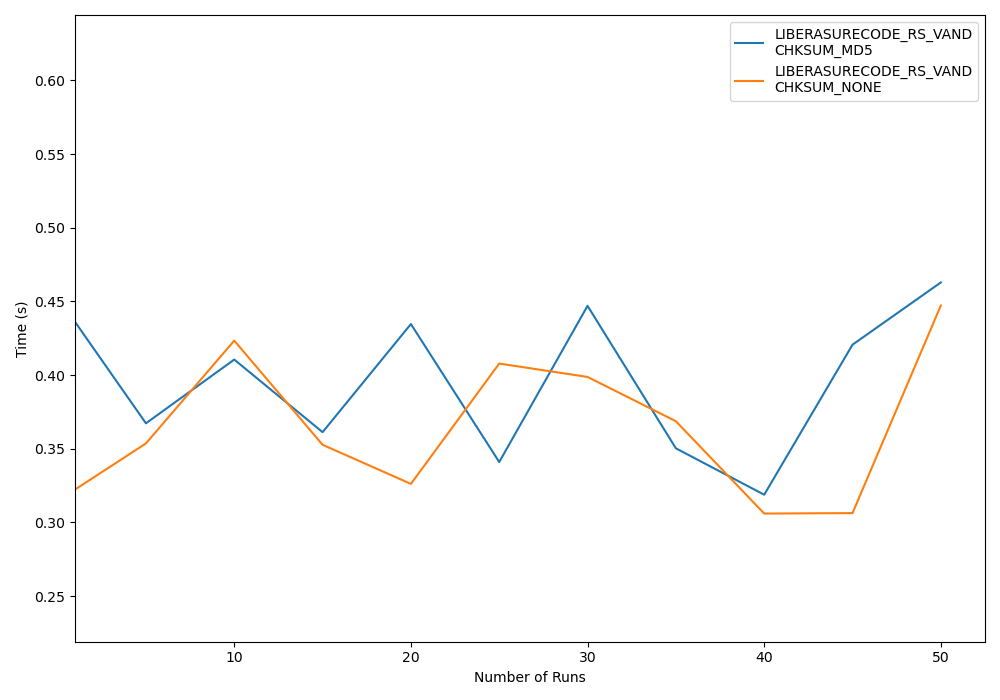 LIBERASURECODE_RS_VAND
CHKSUM_MD5
LIBERASURECODE_RS_VAND
CHKSUM_NONE
0.60
0.55
0.50
0.45
0.40
0.35
0.30
0.25
Time (s)
10 20 30 40 50
Number of Runs